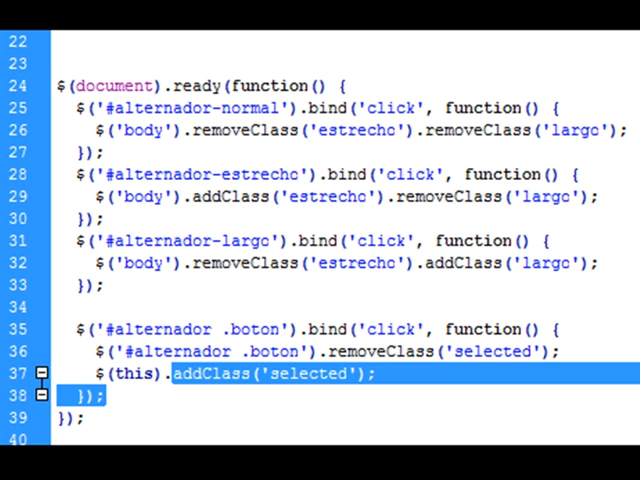 22
23
24 $(document).ready(function() {
25 $('#alternador-normal').bind('click', function() {
26 $('body').removeClass('estrecho').removeClass('largo');
27 });
28 $('#alternador-estrecho').bind('click', function() {
29 $('body').addClass('estrecho').removeClass('largo');
30 });
31 $('#alternador-largo').bind('click', function() {
32 $('body').removeClass('estrecho').addClass('largo');
33 });
34
35 $('#alternador .boton').bind('click', function() {
36 $('#alternador .boton').removeClass('selected');
37 $(this).addClass('selected');
38 });
39 });
40